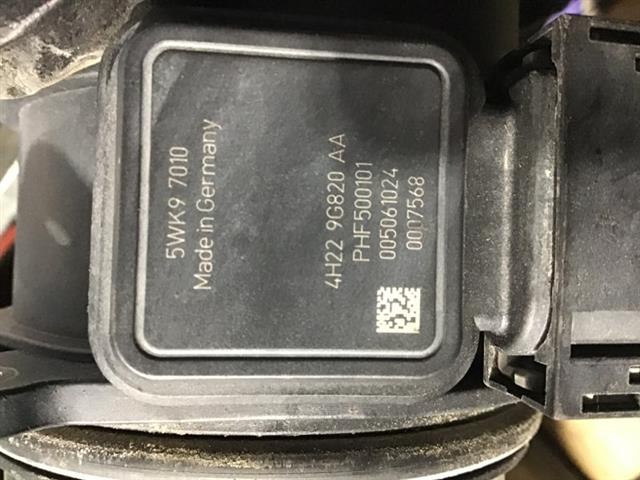 5WK9 7010
Made in Germany
4H22 9G820 AA
PHF500101
005061024
0017568